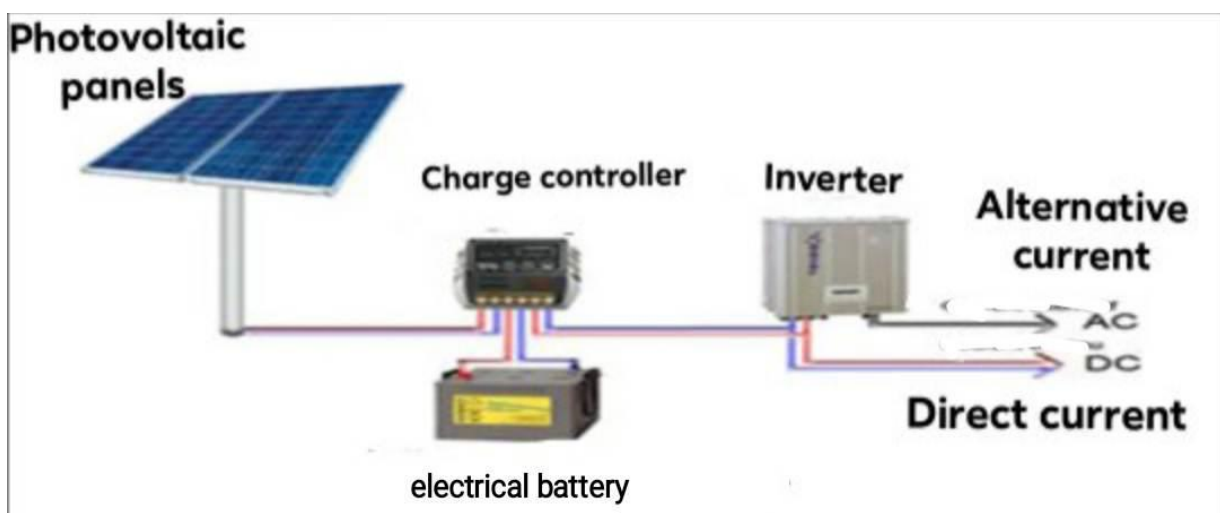 Photovoltaic
panels
Charge controller
Inverter
Alternative
current
AC
DC
Direct current
electrical battery